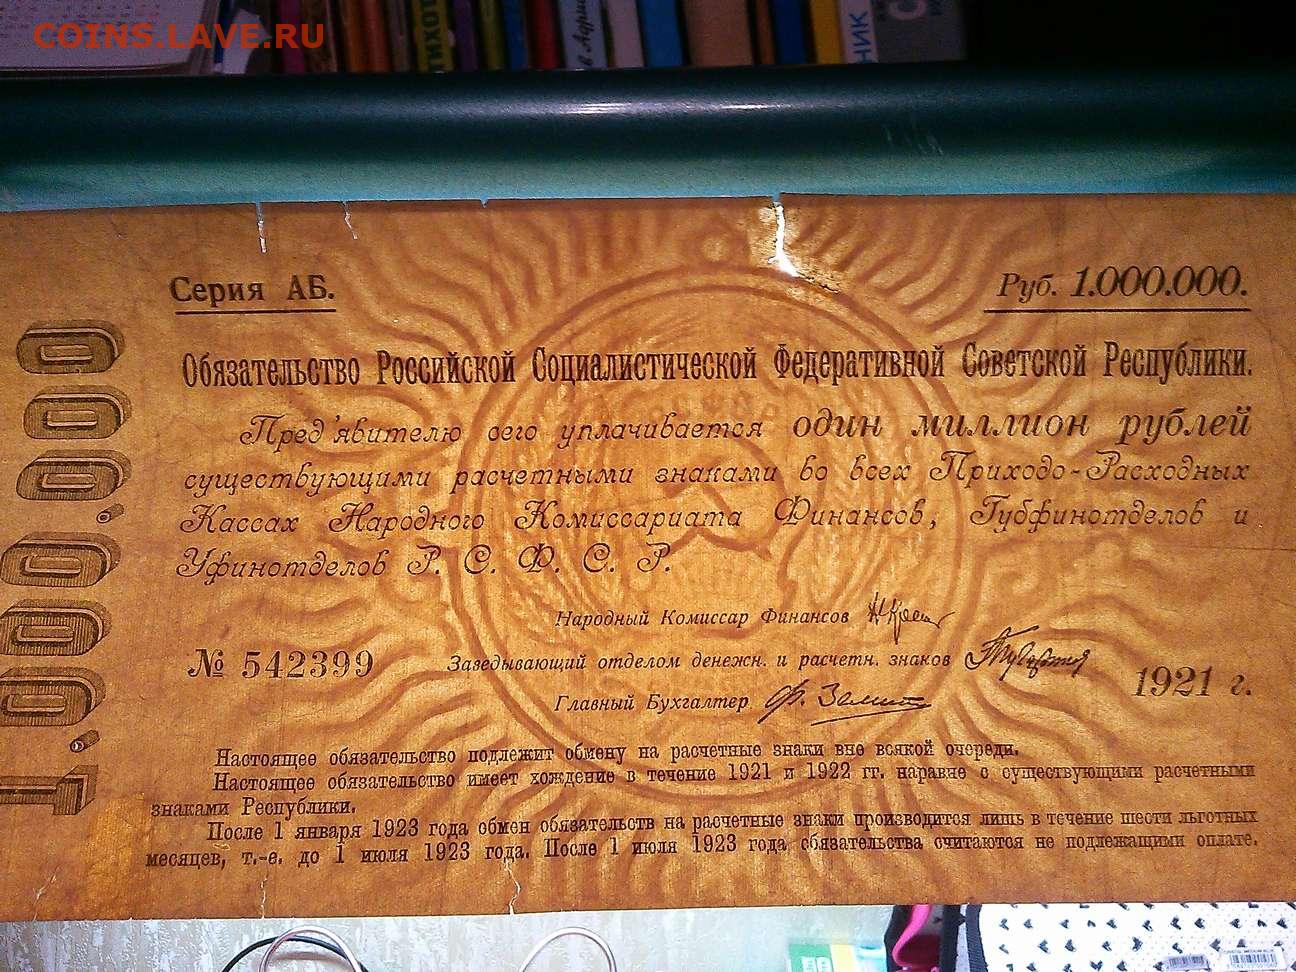 COINS.LAVE.RU
ТИХОТ
в Адрис
НИК
Серия АБ.
Руб. 1.000.000.
1.000.000
Обязательство Российской Социалистической Федеративной Советской Республики.
Пред'явителю сего уплачивается один миллион рублей
существующими расчетными знаками во всех Приходо-Расходных
Кассах Народного Комиссариата Финансов, Губфинотделов и
Уфинотделов Р. С. Ф. С. Р.
Народный Комиссар Финансов
№ 542399
Заведывающий отделом денежн. и расчетн. знаков
1921 г.
Главный Бухгалтер
Настоящее обязательство подлежит обмену на расчетные знаки вне всякой очереди.
Настоящее обязательство имеет хождение в течение 1921 и 1922 гг. наравне с существующими расчетными
знаками Республики.
После 1 января 1923 года обмен обязательств на расчетные знаки производится лишь в течение шести льготных
месяцев, т.-е. до 1 июля 1923 года. После 1 июля 1923 года обязательства считаются не подлежащими оплате.